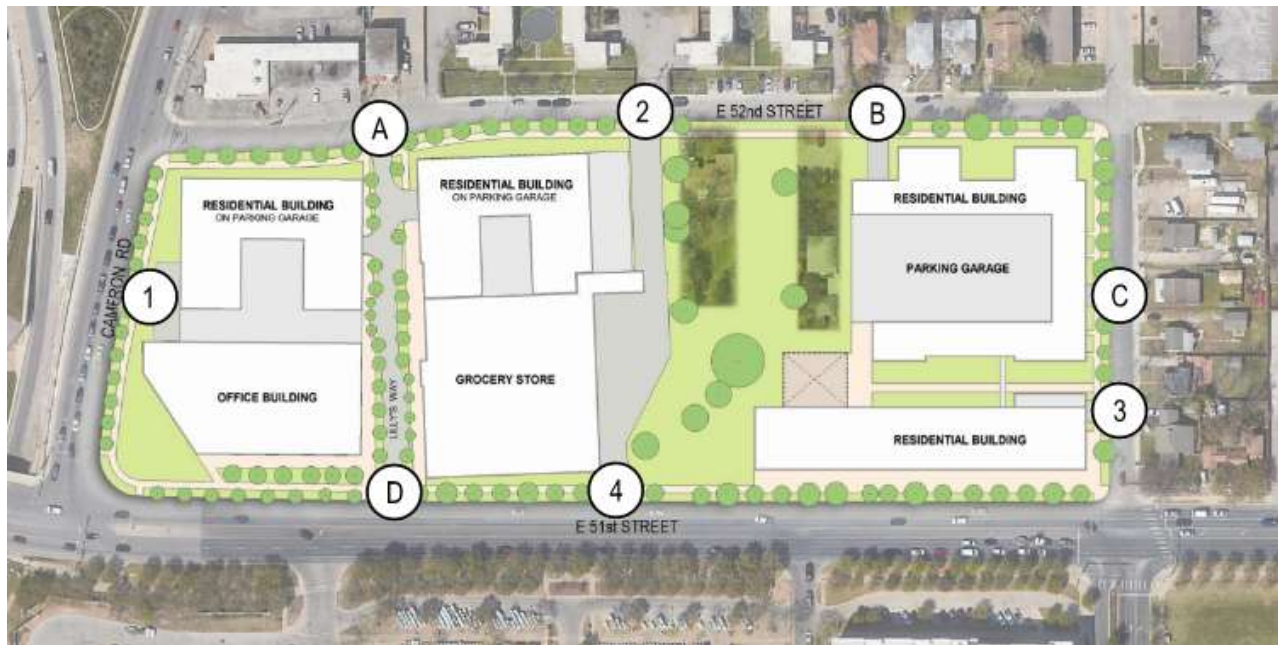 2
E 52nd STREET
B
A
RESIDENTIAL BUILDING
ON PARKING GARAGE
RESIDENTIAL BUILDING
ON PARKING GARAGE
RESIDENTIAL BUILDING
CAMERON RD
1
PARKING GARAGE
C
OFFICE BUILDING
LILLY'S WAY
GROCERY STORE
3
RESIDENTIAL BUILDING
D
4
E 51st STREET